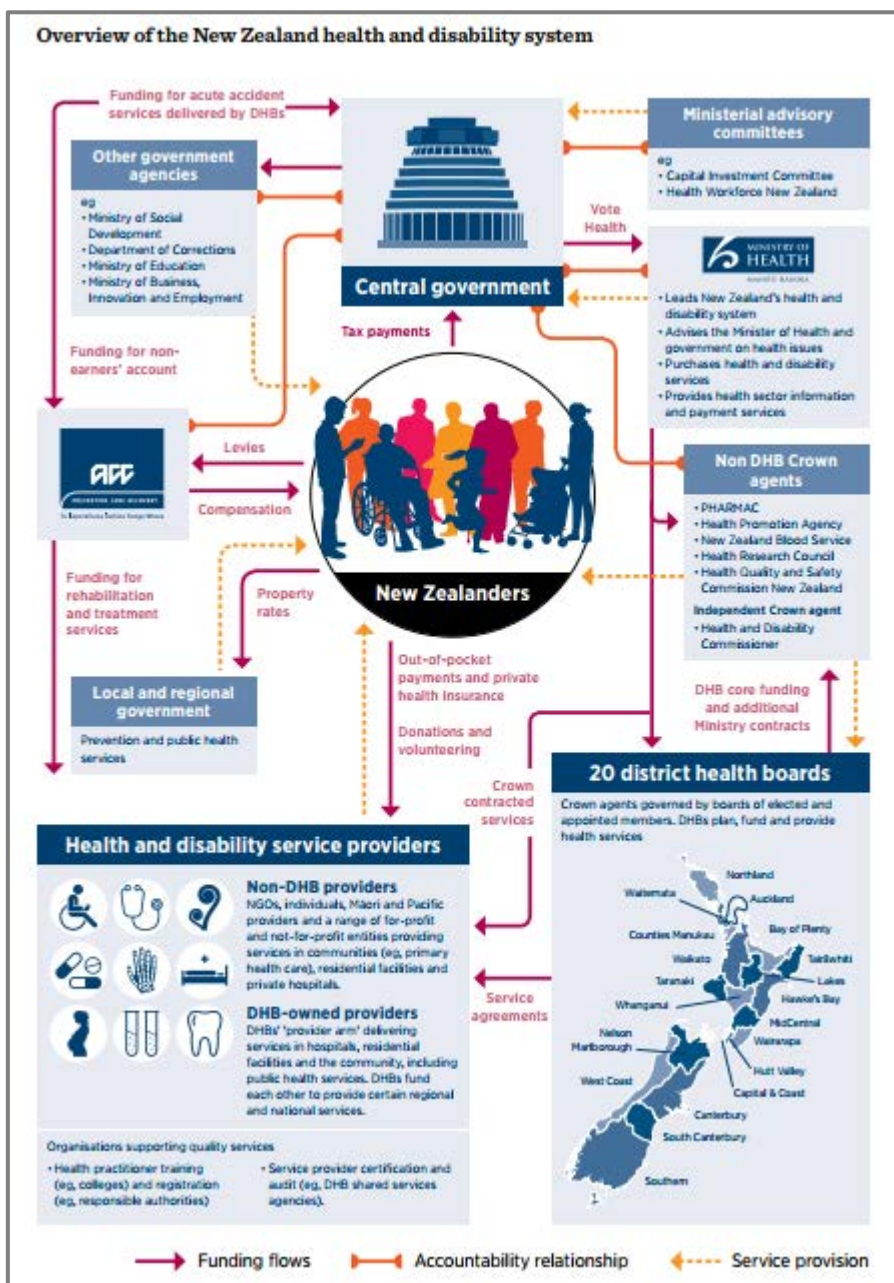 Overview of the New Zealand health and disability system
Funding for acute accident
services delivered by DHBs
Other government
agencies
eg
• Ministry of Social
Development
• Department of Corrections
• Ministry of Education
• Ministry of Business,
Innovation and Employment
Central government
Ministerial advisory
committees
eg
• Capital Investment Committee
• Health Workforce New Zealand
Vote
Health
MINISTRY OF
HEALTH
MANATŪ HAUORA
• Leads New Zealand's health and
disability system
• Advises the Minister of Health and
government on health issues
• Purchases health and disability
services
• Provides health sector information
and payment services
Tax payments
Funding for non-
earners' account
Levies
Compensation
New Zealanders
Non DHB Crown
agents
• PHARMAC
• Health Promotion Agency
• New Zealand Blood Service
• Health Research Council
• Health Quality and Safety
Commission New Zealand
Independent Crown agent
• Health and Disability
Commissioner
Funding for
rehabilitation
and treatment
services
Property
rates
Local and regional
government
Prevention and public health
services
Out-of-pocket
payments and private
health insurance
Donations and
volunteering
Crown
contracted
services
DHB core funding
and additional
Ministry contracts
Health and disability service providers
Non-DHB providers
NGOs, individuals, Māori and Pacific
providers and a range of for-profit
and not-for-profit entities providing
services in communities (eg, primary
health care), residential facilities and
private hospitals.
DHB-owned providers
DHBs' 'provider arm' delivering
services in hospitals, residential
facilities and the community, including
public health services. DHBs fund
each other to provide certain regional
and national services.
Organisations supporting quality services
• Health practitioner training
(eg, colleges) and registration
(eg, responsible authorities)
• Service provider certification and
audit (eg, DHB shared services
agencies).
Service
agreements
20 district health boards
Crown agents governed by boards of elected and
appointed members. DHBs plan, fund and provide
health services
Northland
Waitemata
Auckland
Counties Manukau
Bay of Plenty
Waikato
Tairāwhiti
Taranaki
Lakes
Whanganui
Hawke's Bay
MidCentral
Nelson
Marlborough
Wairarapa
Hutt Valley
West Coast
Capital & Coast
Canterbury
South Canterbury
Southern
Funding flows
Accountability relationship
Service provision